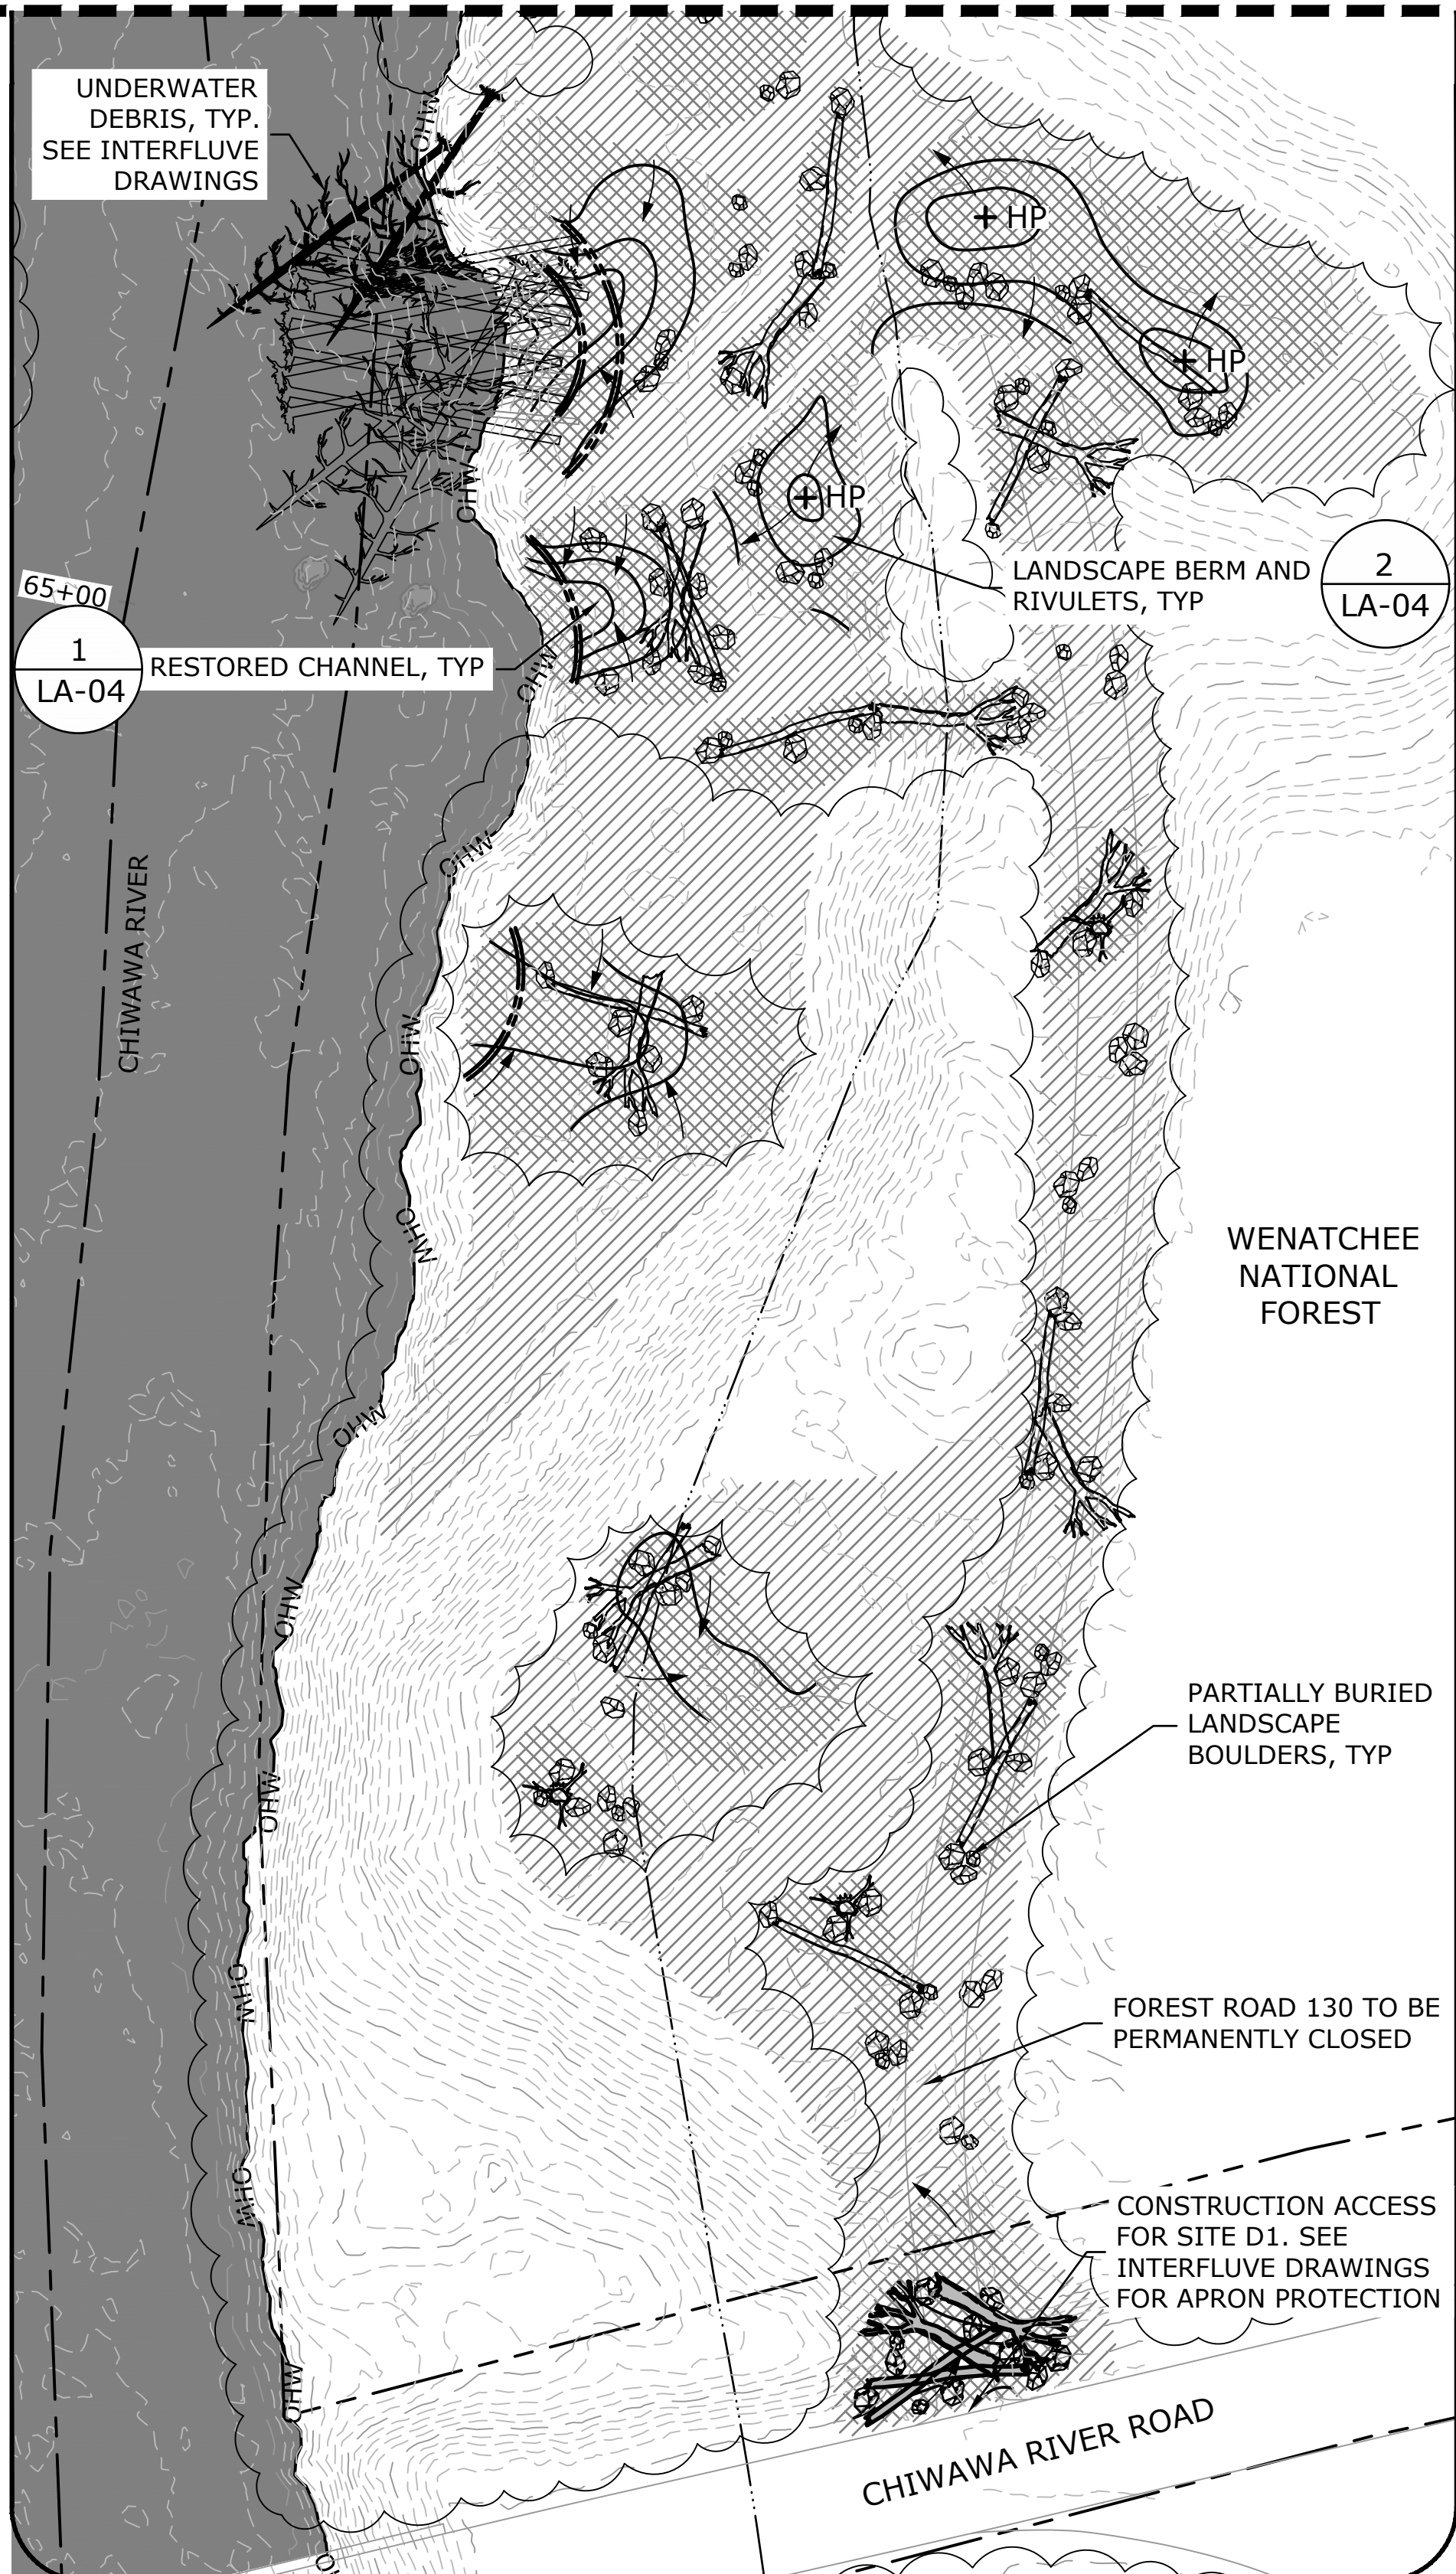 UNDERWATER
DEBRIS, TYP.
SEE INTERFLUVE
DRAWINGS
OHW
HP
HP
OHW
HP
LANDSCAPE BERM AND
RIVULETS, TYP
2
LA-04
65+00
1
LA-04
RESTORED CHANNEL, TYP
OHW
OHW
CHIWAWA RIVER
OHW
OHW
WENATCHEE
NATIONAL
FOREST
OHW
OHW
PARTIALLY BURIED
LANDSCAPE
BOULDERS, TYP
OHW
OHW
FOREST ROAD 130 TO BE
PERMANENTLY CLOSED
OHW
CONSTRUCTION ACCESS
FOR SITE D1. SEE
INTERFLUVE DRAWINGS
FOR APRON PROTECTION
OHW
CHIWAWA RIVER ROAD